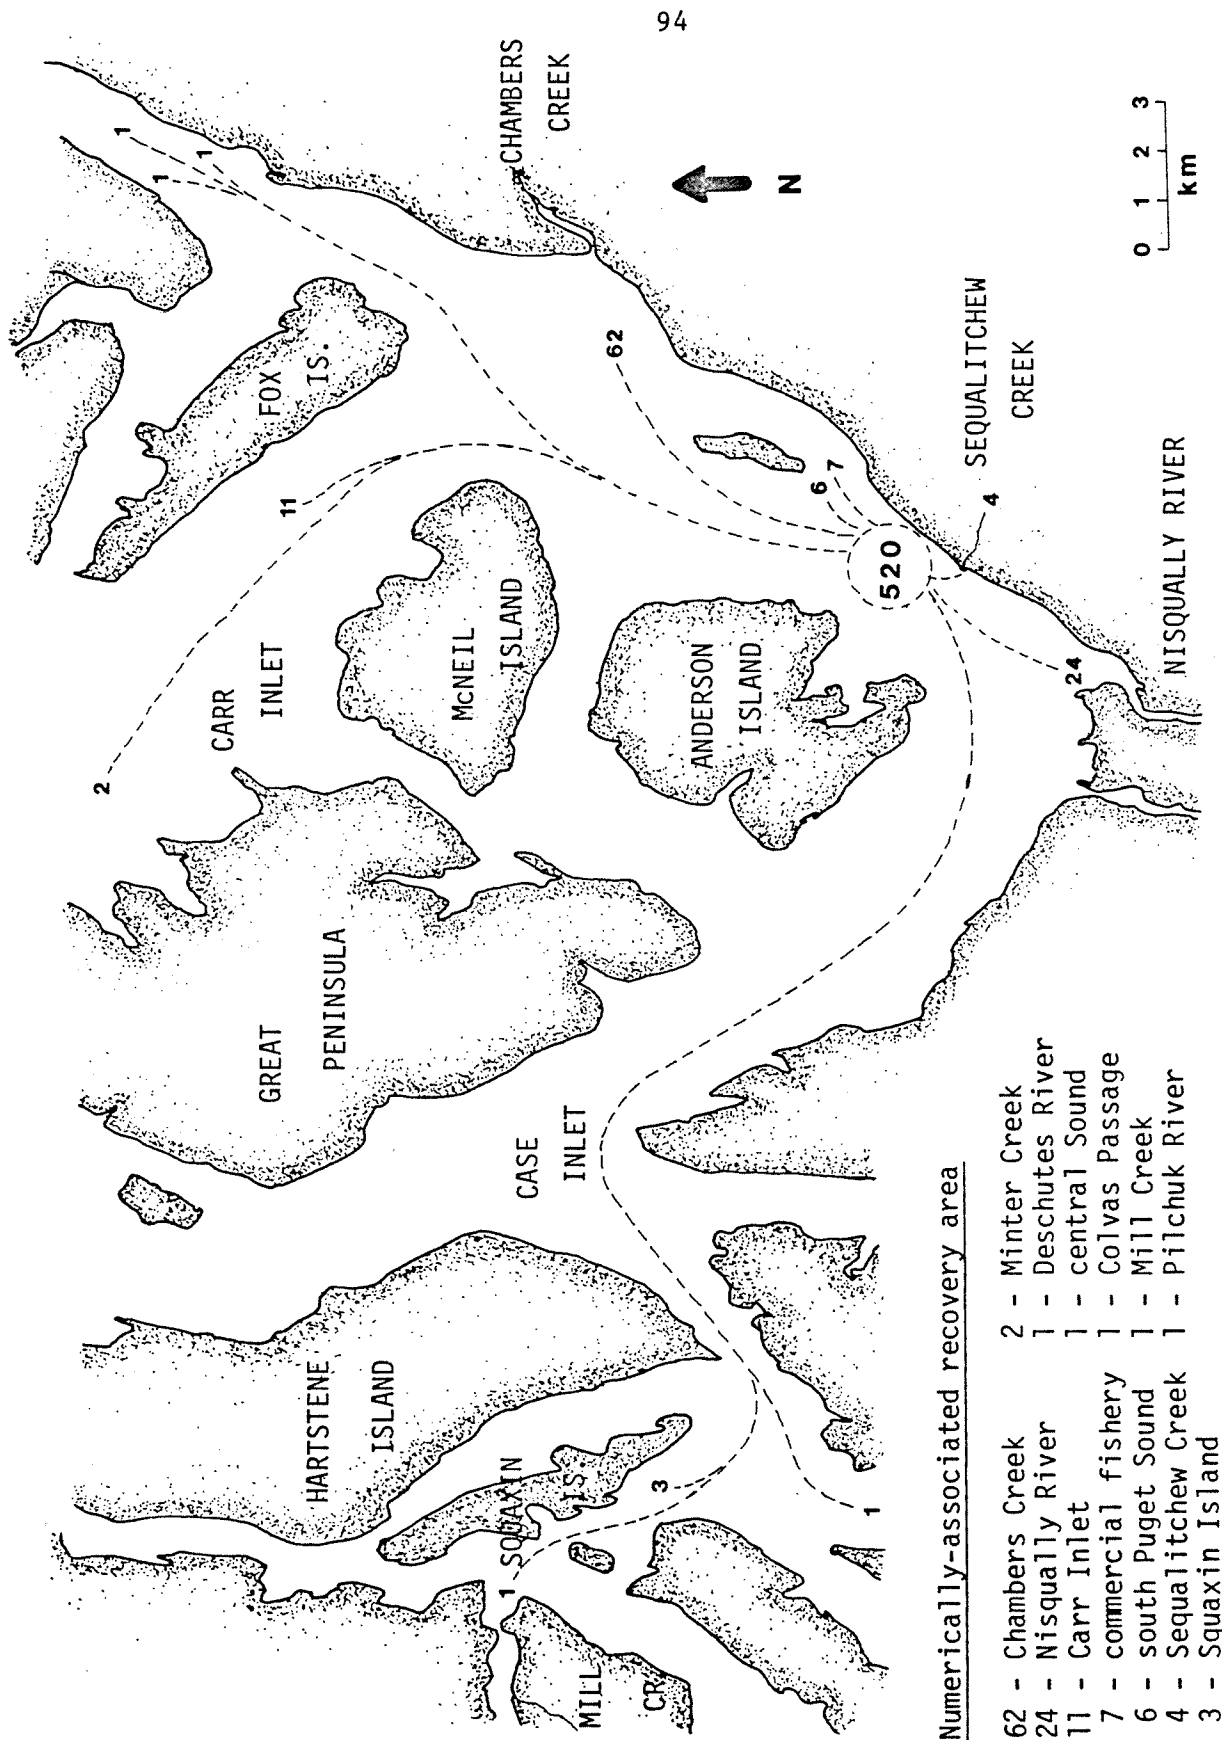 94
CHAMBERS
CREEK
1
1
1
N
0 1 2 3
km
FOX
IS.
62
11
SEQUALITCHEW
CREEK
6
7
4
520
NISQUALLY RIVER
24
McNEIL
ISLAND
ANDERSON
ISLAND
CARR
INLET
2
GREAT
PENINSULA
CASE
INLET
HARTSTENE
ISLAND
SQUAXIN
IS
3
1
1
MILL
CR.
Numerically-associated recovery area
62 - Chambers Creek
24 - Nisqually River
11 - Carr Inlet
7 - commercial fishery
6 - south Puget Sound
4 - Sequalitchew Creek
3 - Squaxin Island
2 - Minter Creek
1 - Deschutes River
1 - central Sound
1 - Colvas Passage
1 - Mill Creek
1 - Pilchuk River